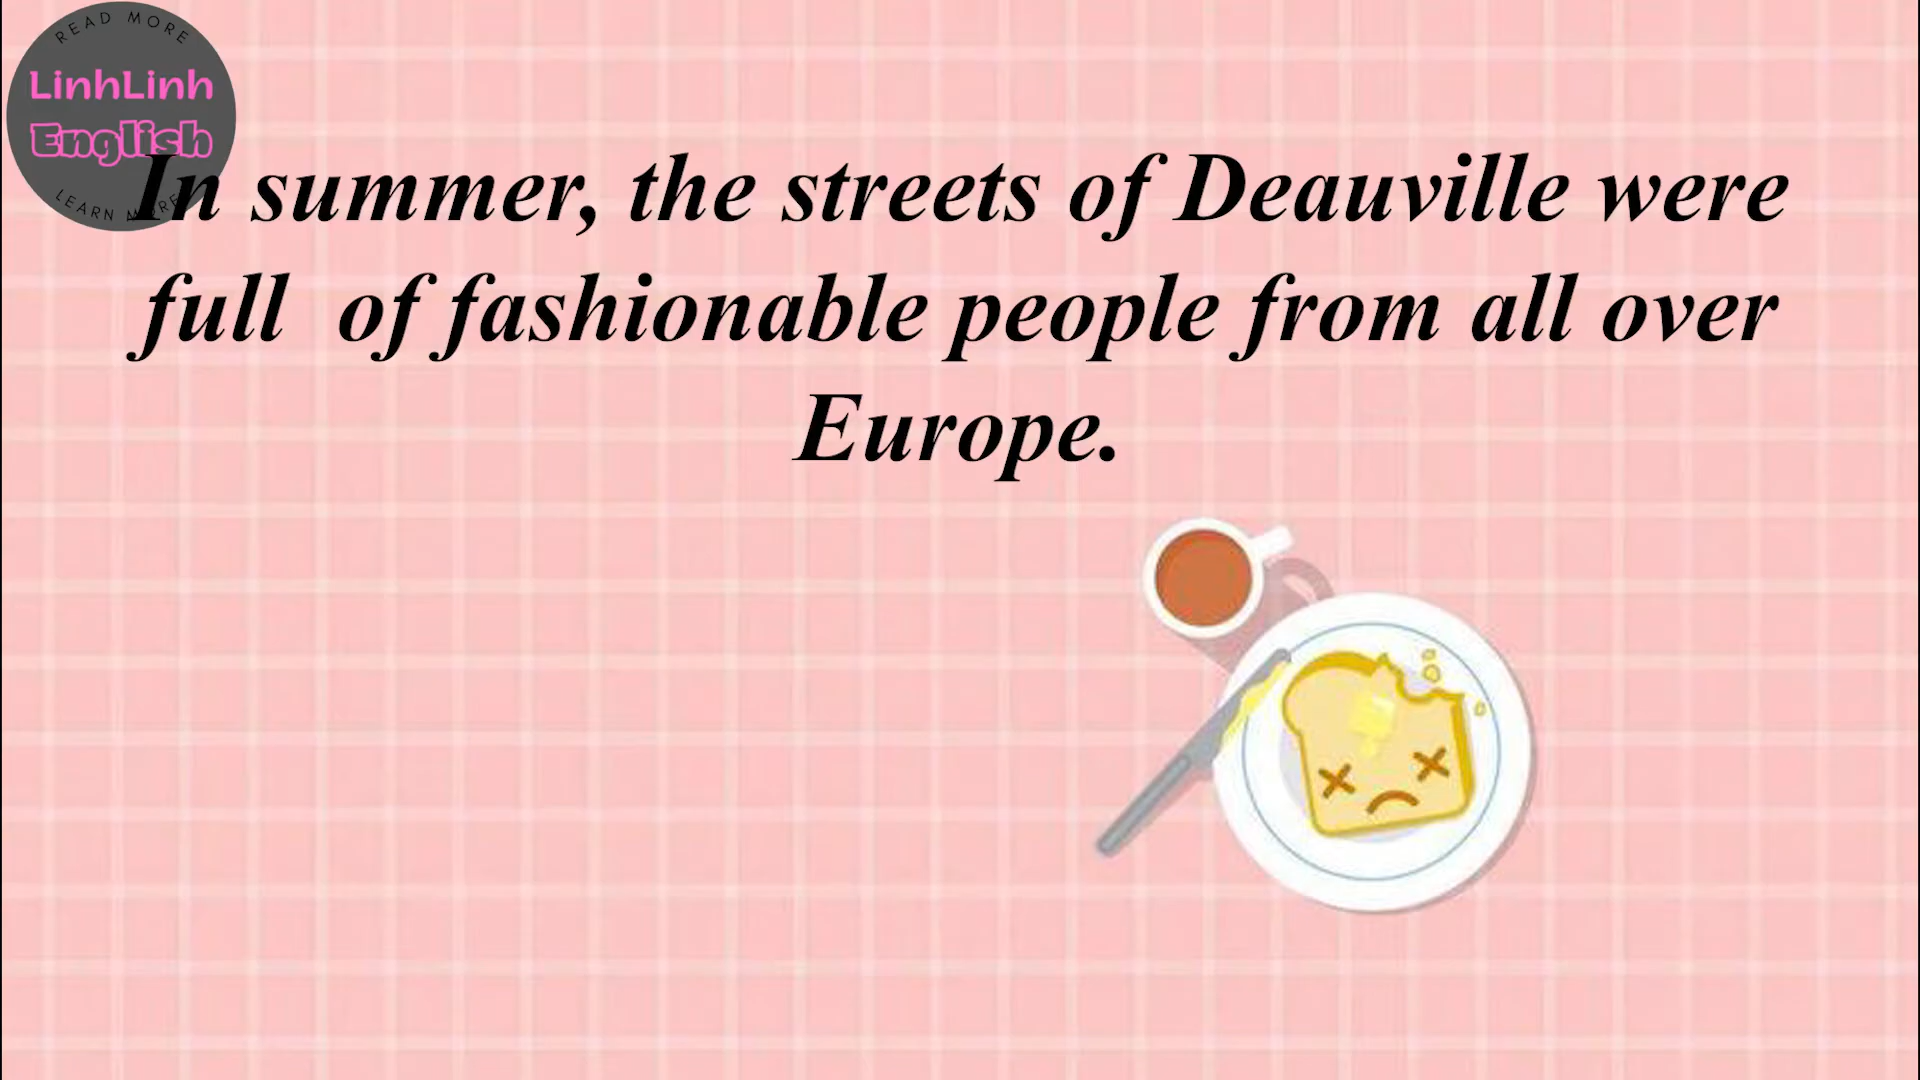 READ MORE
LinhLinh
English
LEARN MORE
In summer, the streets of Deauville were
full of fashionable people from all over
Europe.